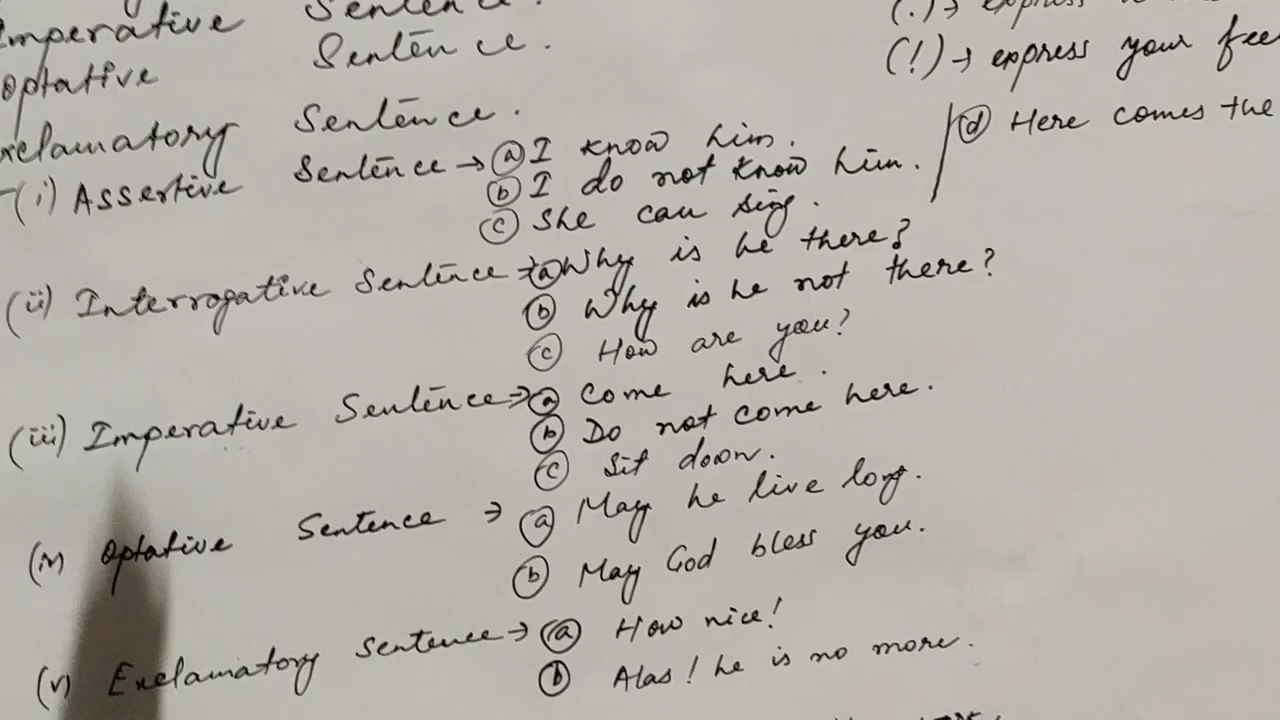 Imperative Sentence.
Optative Sentence.
Exclamatory Sentence.
(.) → express
(!) → express your
(i) Assertive Sentence → (a) I know him.
(b) I do not know him.
(c) She can sing.
(d) Here comes the
(ii) Interrogative Sentence → (a) Why is he there?
(b) Why is he not there?
(c) How are you?
(iii) Imperative Sentence → (a) Come here.
(b) Do not come here.
(c) Sit down.
Optative Sentence → (a) May he live long.
(b) May God bless you.
(v) Exclamatory Sentence → (a) How nice!
(b) Alas! he is no more.